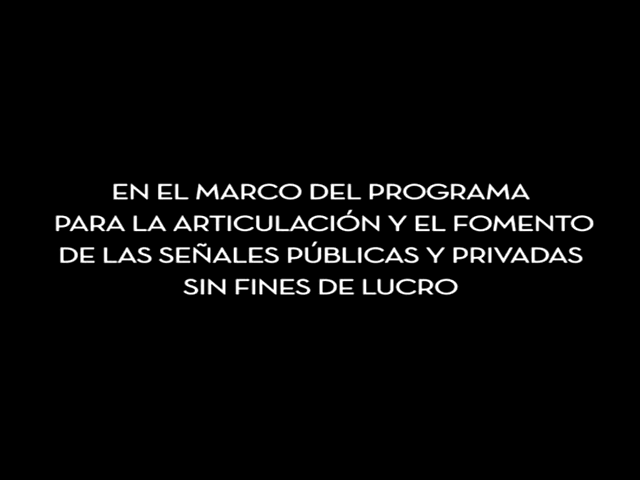 EN EL MARCO DEL PROGRAMA
PARA LA ARTICULACIÓN Y EL FOMENTO
DE LAS SEÑALES PÚBLICAS Y PRIVADAS
SIN FINES DE LUCRO